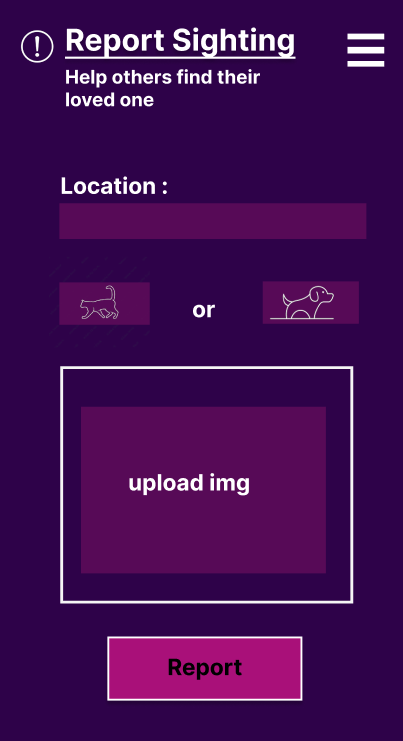 Report Sighting
Help others find their
loved one
Location :
or
upload img
Report